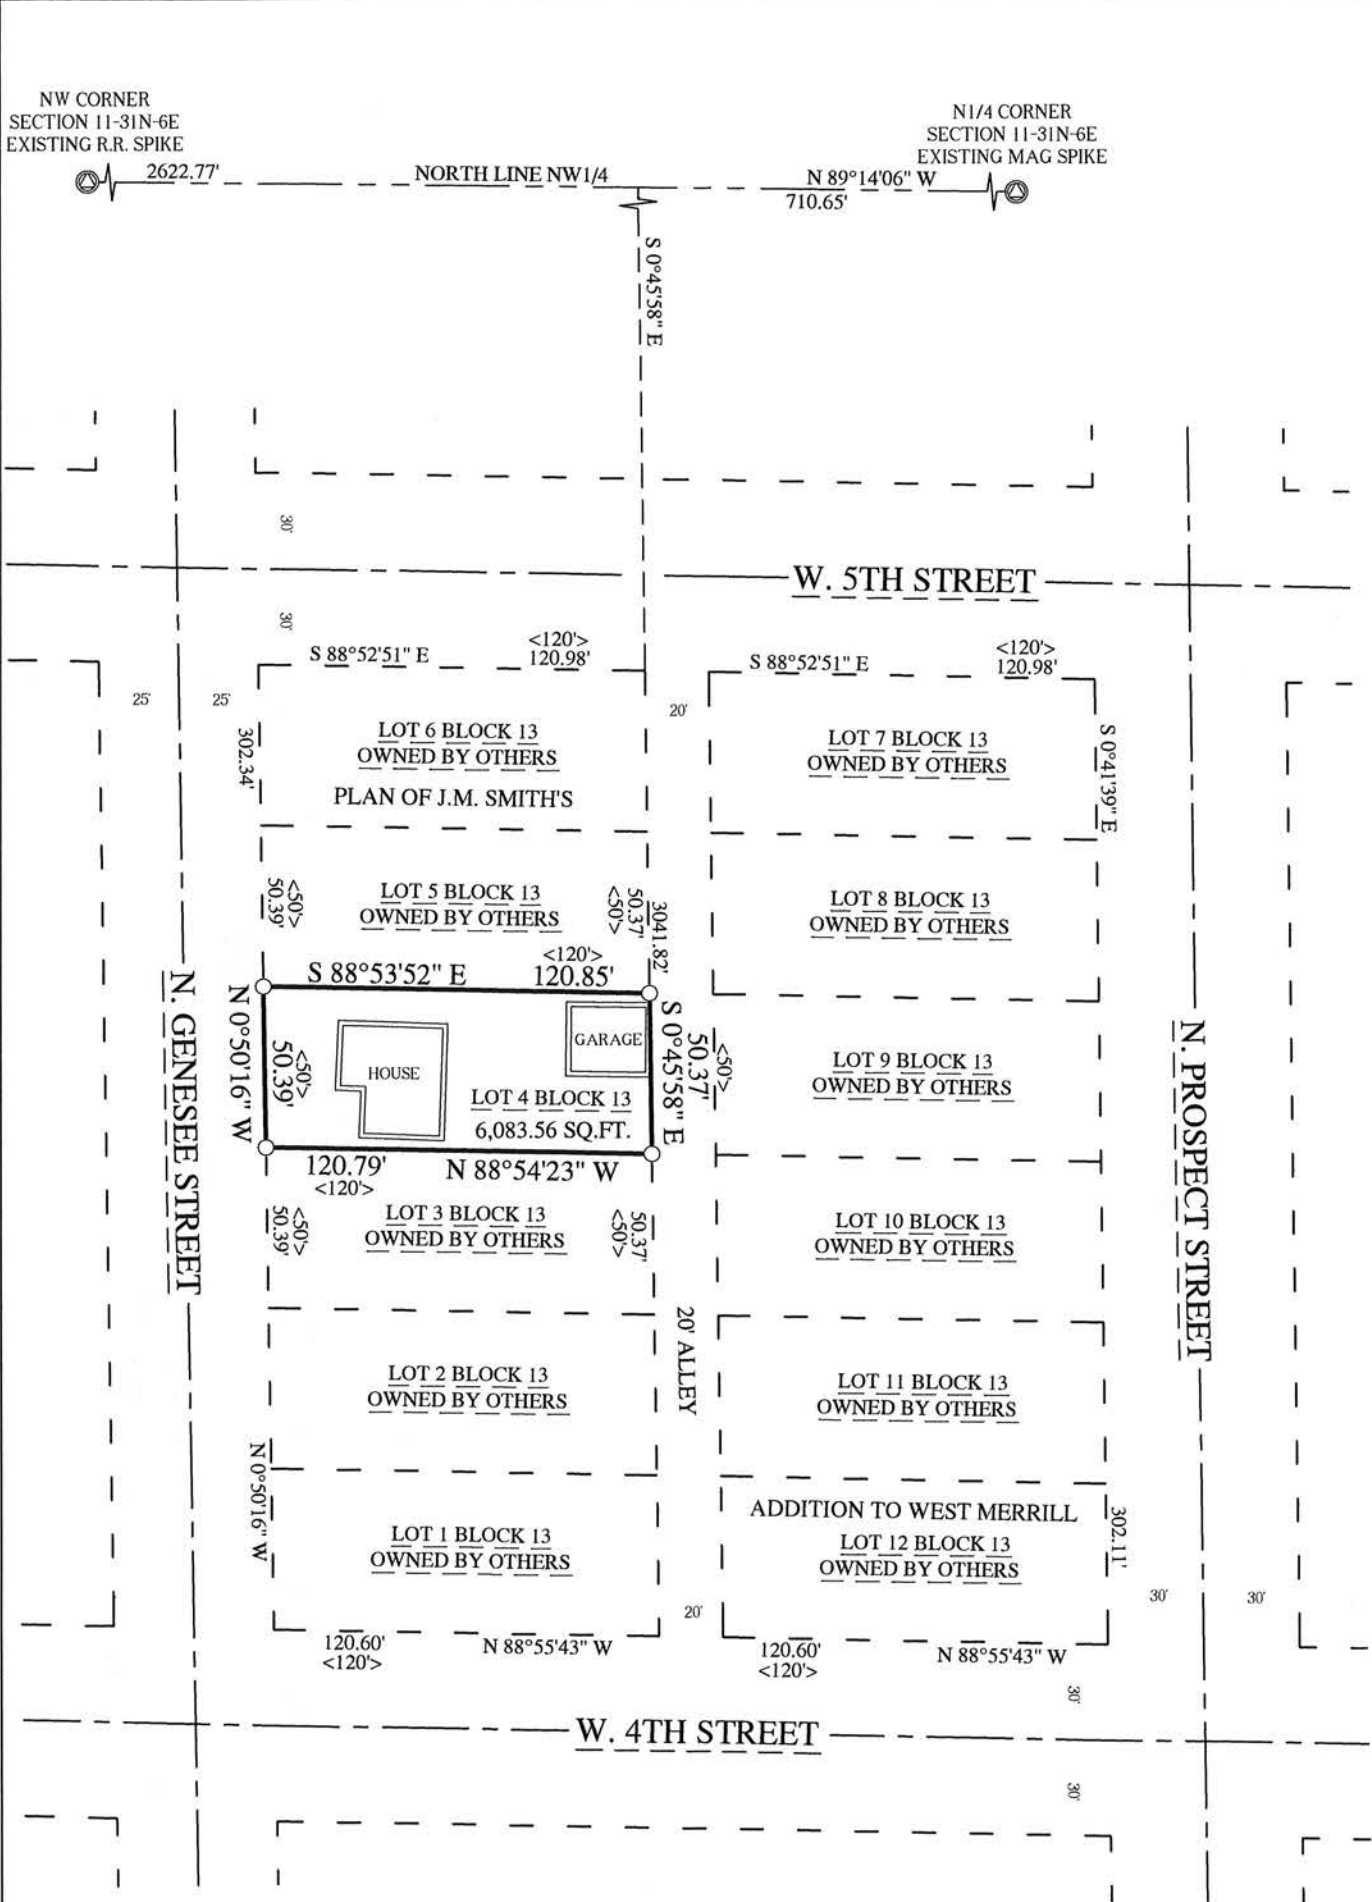 NW CORNER
SECTION 11-31N-6E
EXISTING R.R. SPIKE
N1/4 CORNER
SECTION 11-31N-6E
EXISTING MAG SPIKE
2622.77'
NORTH LINE NW1/4
N 89°14'06" W
710.65'
S 0°45'58" E
30'
W. 5TH STREET
30'
S 88°52'51" E
<120'>
120.98'
S 88°52'51" E
<120'>
120.98'
25'
25'
20'
302.34'
LOT 6 BLOCK 13
OWNED BY OTHERS
PLAN OF J.M. SMITH'S
LOT 7 BLOCK 13
OWNED BY OTHERS
S 0°41'39" E
<50'>
50.39'
LOT 5 BLOCK 13
OWNED BY OTHERS
50.37'
<50'>
3041.82'
LOT 8 BLOCK 13
OWNED BY OTHERS
S 88°53'52" E
<120'>
120.85'
N. GENESEE STREET
N 0°50'16" W
<50'>
50.39'
HOUSE
GARAGE
LOT 4 BLOCK 13
6,083.56 SQ.FT.
S 0°45'58" E
50.37'
<50'>
LOT 9 BLOCK 13
OWNED BY OTHERS
N. PROSPECT STREET
120.79'
<120'>
N 88°54'23" W
<50'>
50.39'
LOT 3 BLOCK 13
OWNED BY OTHERS
50.37'
<50'>
LOT 10 BLOCK 13
OWNED BY OTHERS
20' ALLEY
LOT 2 BLOCK 13
OWNED BY OTHERS
LOT 11 BLOCK 13
OWNED BY OTHERS
N 0°50'16" W
LOT 1 BLOCK 13
OWNED BY OTHERS
ADDITION TO WEST MERRILL
LOT 12 BLOCK 13
OWNED BY OTHERS
302.11'
30'
30'
20'
120.60'
<120'>
N 88°55'43" W
120.60'
<120'>
N 88°55'43" W
30'
W. 4TH STREET
30'